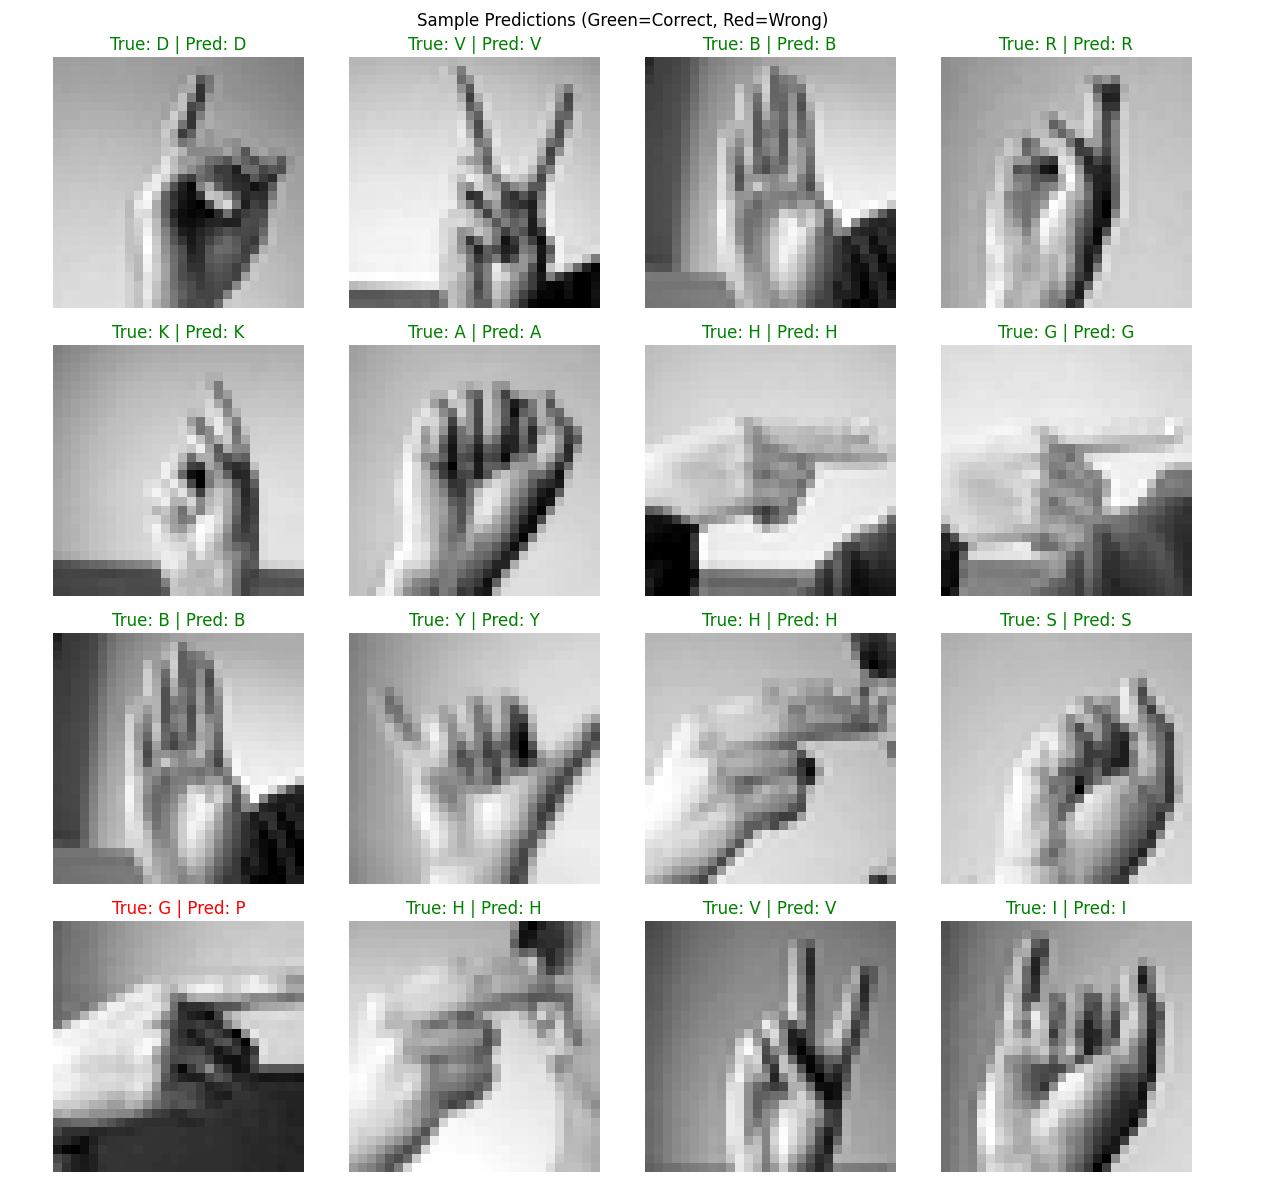 Sample Predictions (Green=Correct, Red=Wrong)
True: D | Pred: D
True: V | Pred: V
True: B | Pred: B
True: R | Pred: R
True: K | Pred: K
True: A | Pred: A
True: H | Pred: H
True: G | Pred: G
True: B | Pred: B
True: Y | Pred: Y
True: H | Pred: H
True: S | Pred: S
True: G | Pred: P
True: H | Pred: H
True: V | Pred: V
True: I | Pred: I